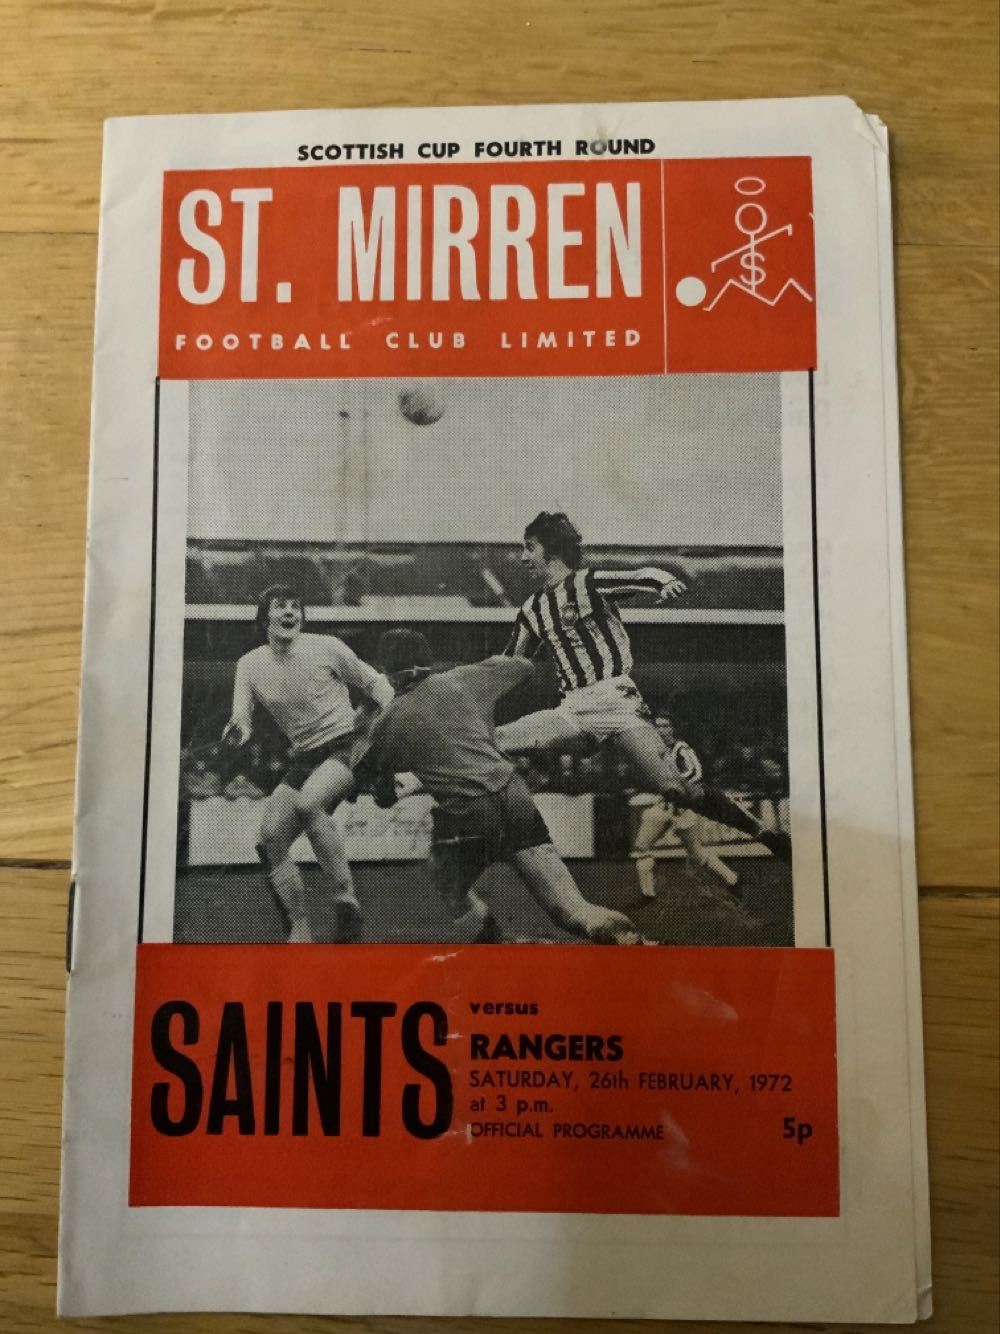 SCOTTISH CUP FOURTH ROUND
ST. MIRREN
FOOTBALL CLUB LIMITED
S
SAINTS
versus
RANGERS
SATURDAY, 26th FEBRUARY, 1972
at 3 p.m.
OFFICIAL PROGRAMME
5p